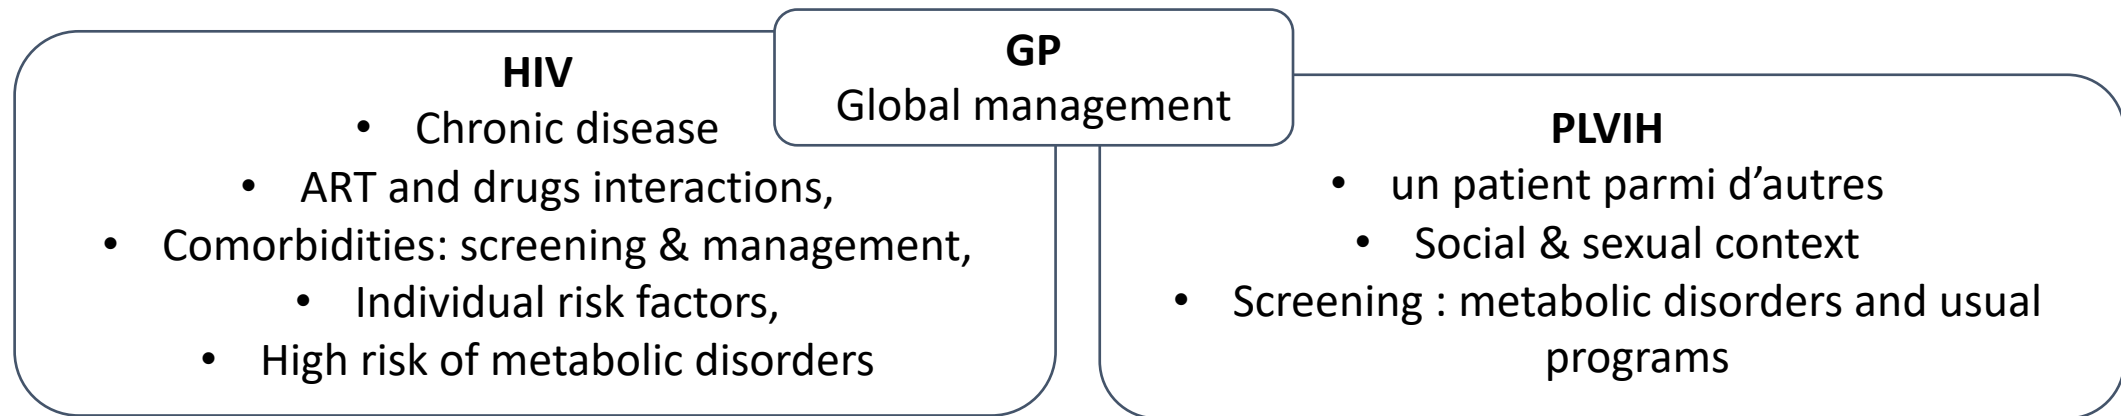 HIV
• Chronic disease
• ART and drugs interactions,
• Comorbidities: screening & management,
• Individual risk factors,
• High risk of metabolic disorders
GP
Global management
PLVIH
• un patient parmi d’autres
• Social & sexual context
• Screening : metabolic disorders and usual
programs